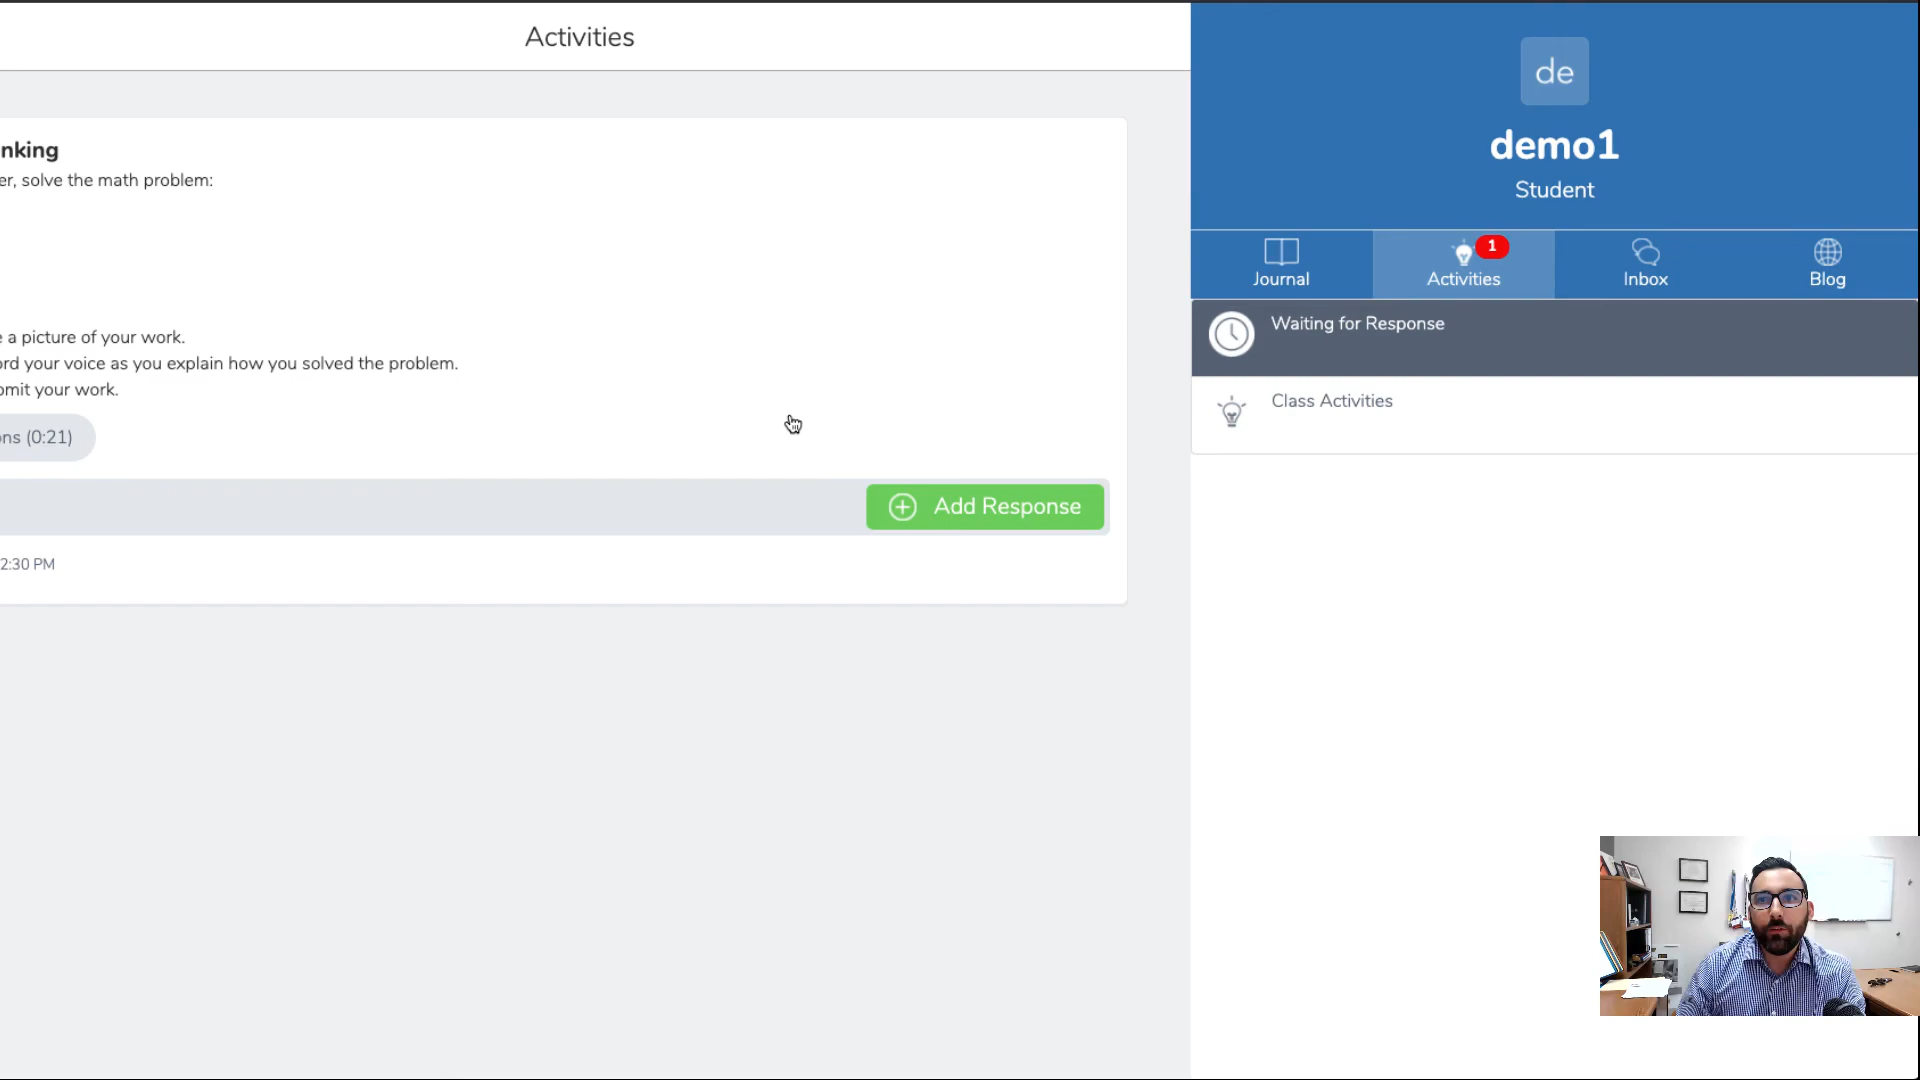 Activities
nking
er, solve the math problem:
e a picture of your work.
ord your voice as you explain how you solved the problem.
omit your work.
ons (0:21)
Add Response
2:30 PM
de
demo1
Student
Journal
1
Activities
Inbox
Blog
Waiting for Response
Class Activities